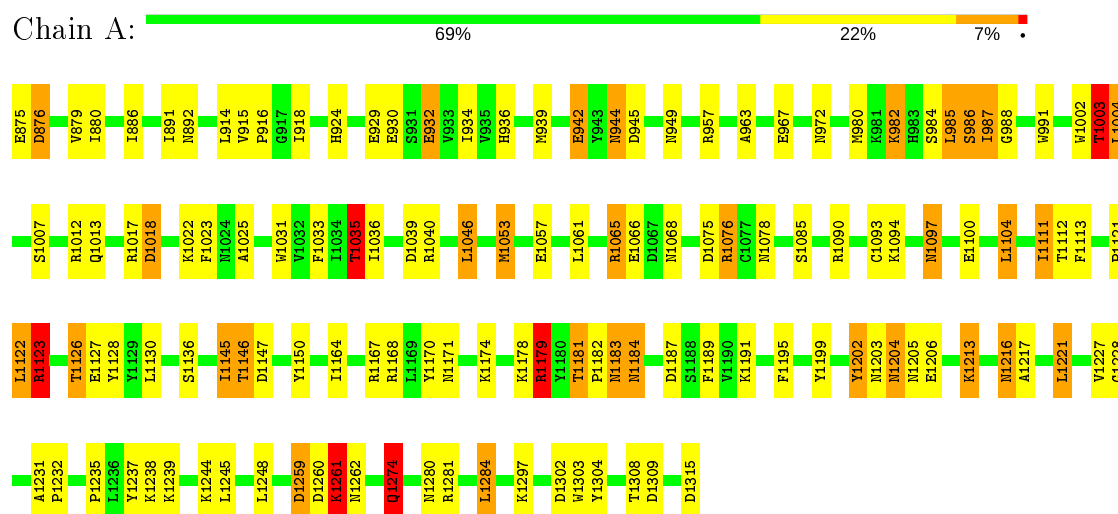 Chain A:
69% 22% 7% •
E875 D876 V879 I880 I886 I891 N892 L914 V915 P916 G917 I918 H924 E929 E930 S931 E932 V933 I934 V935 H936 M939 E942 Y943 N944 D945 N949 R957 A963 E967 N972 M980 K981 K982 H983 S984 L985 S986 I987 G988 W991 W1002 T1003 L1004
S1007 R1012 Q1013 R1017 D1018 K1022 F1023 N1024 A1025 W1031 V1032 F1033 I1034 T1035 I1036 D1039 R1040 L1046 M1053 E1057 L1061 R1065 E1066 D1067 N1068 D1075 R1076 C1077 N1078 S1085 R1090 C1093 K1094 N1097 E1100 L1104 I1111 T1112 F1113
L1122 R1123 T1126 E1127 Y1128 Y1129 L1130 S1136 I1145 T1146 D1147 Y1150 I1164 R1167 R1168 L1169 Y1170 N1171 K1174 K1178 R1179 Y1180 T1181 P1182 N1183 N1184 D1187 S1188 F1189 V1190 K1191 F1195 Y1199 Y1202 N1203 N1204 N1205 E1206 K1213 N1216 A1217 L1221 V1227
A1231 P1232 P1235 L1236 Y1237 K1238 K1239 K1244 L1245 L1248 D1259 D1260 K1261 N1262 Q1274 N1280 R1281 L1284 K1297 D1302 W1303 Y1304 T1308 D1309 D1315